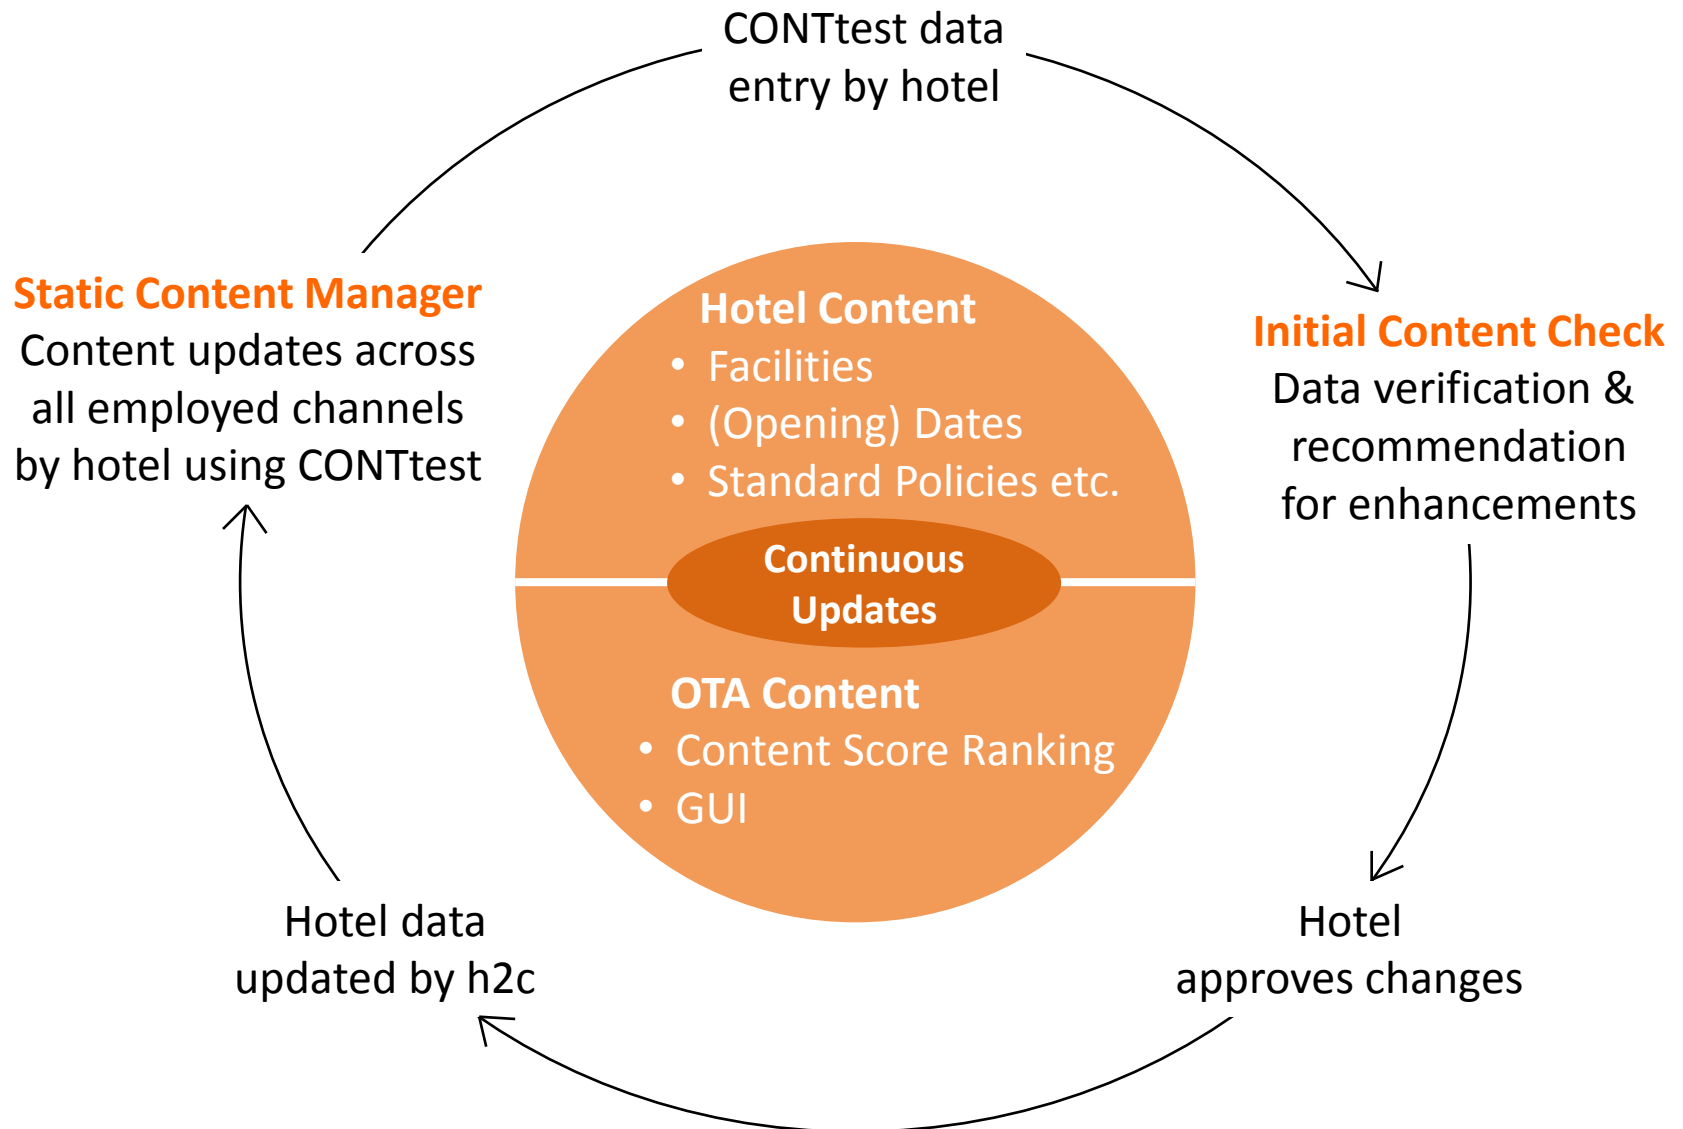 CONTtest data
entry by hotel
Static Content Manager
Content updates across
all employed channels
by hotel using CONTtest
Hotel Content
• Facilities
• (Opening) Dates
• Standard Policies etc.
Continuous
Updates
OTA Content
• Content Score Ranking
• GUI
Initial Content Check
Data verification &
recommendation
for enhancements
Hotel data
updated by h2c
Hotel
approves changes